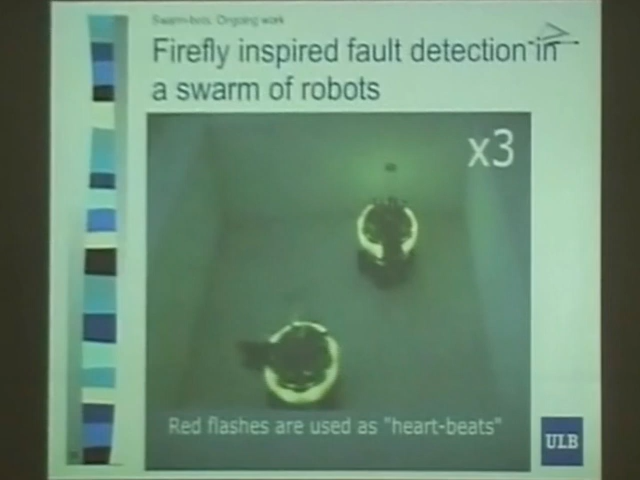 Swarm-bots: Ongoing work
Firefly inspired fault detection in
a swarm of robots
x3
Red flashes are used as "heart-beats"
ULB